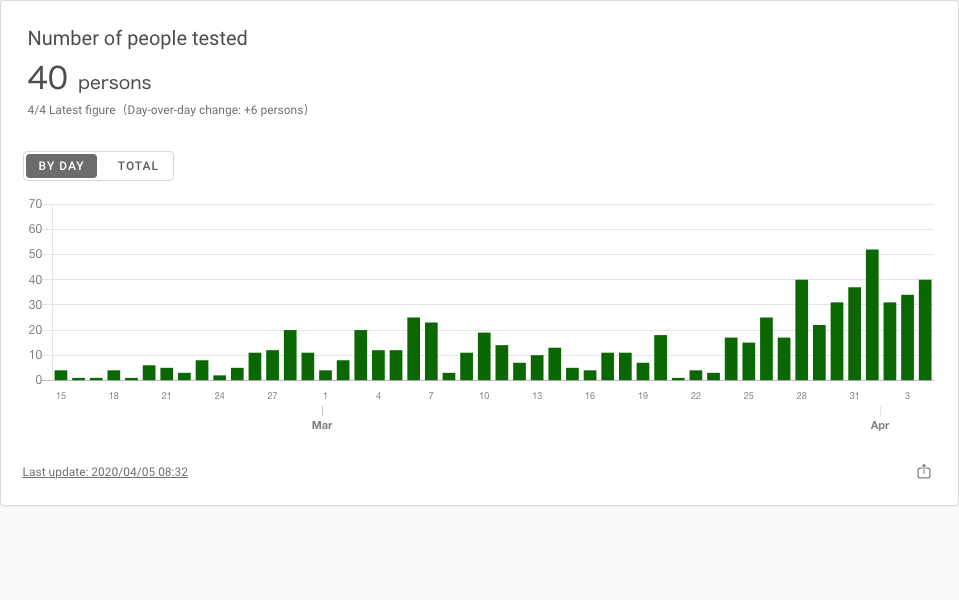 Number of people tested
40 persons
4/4 Latest figure（Day-over-day change: +6 persons）
BY DAY TOTAL
70
60
50
40
30
20
10
0
15 18 21 24 27 1 4 7 10 13 16 19 22 25 28 31 3
Mar Apr
Last update: 2020/04/05 08:32